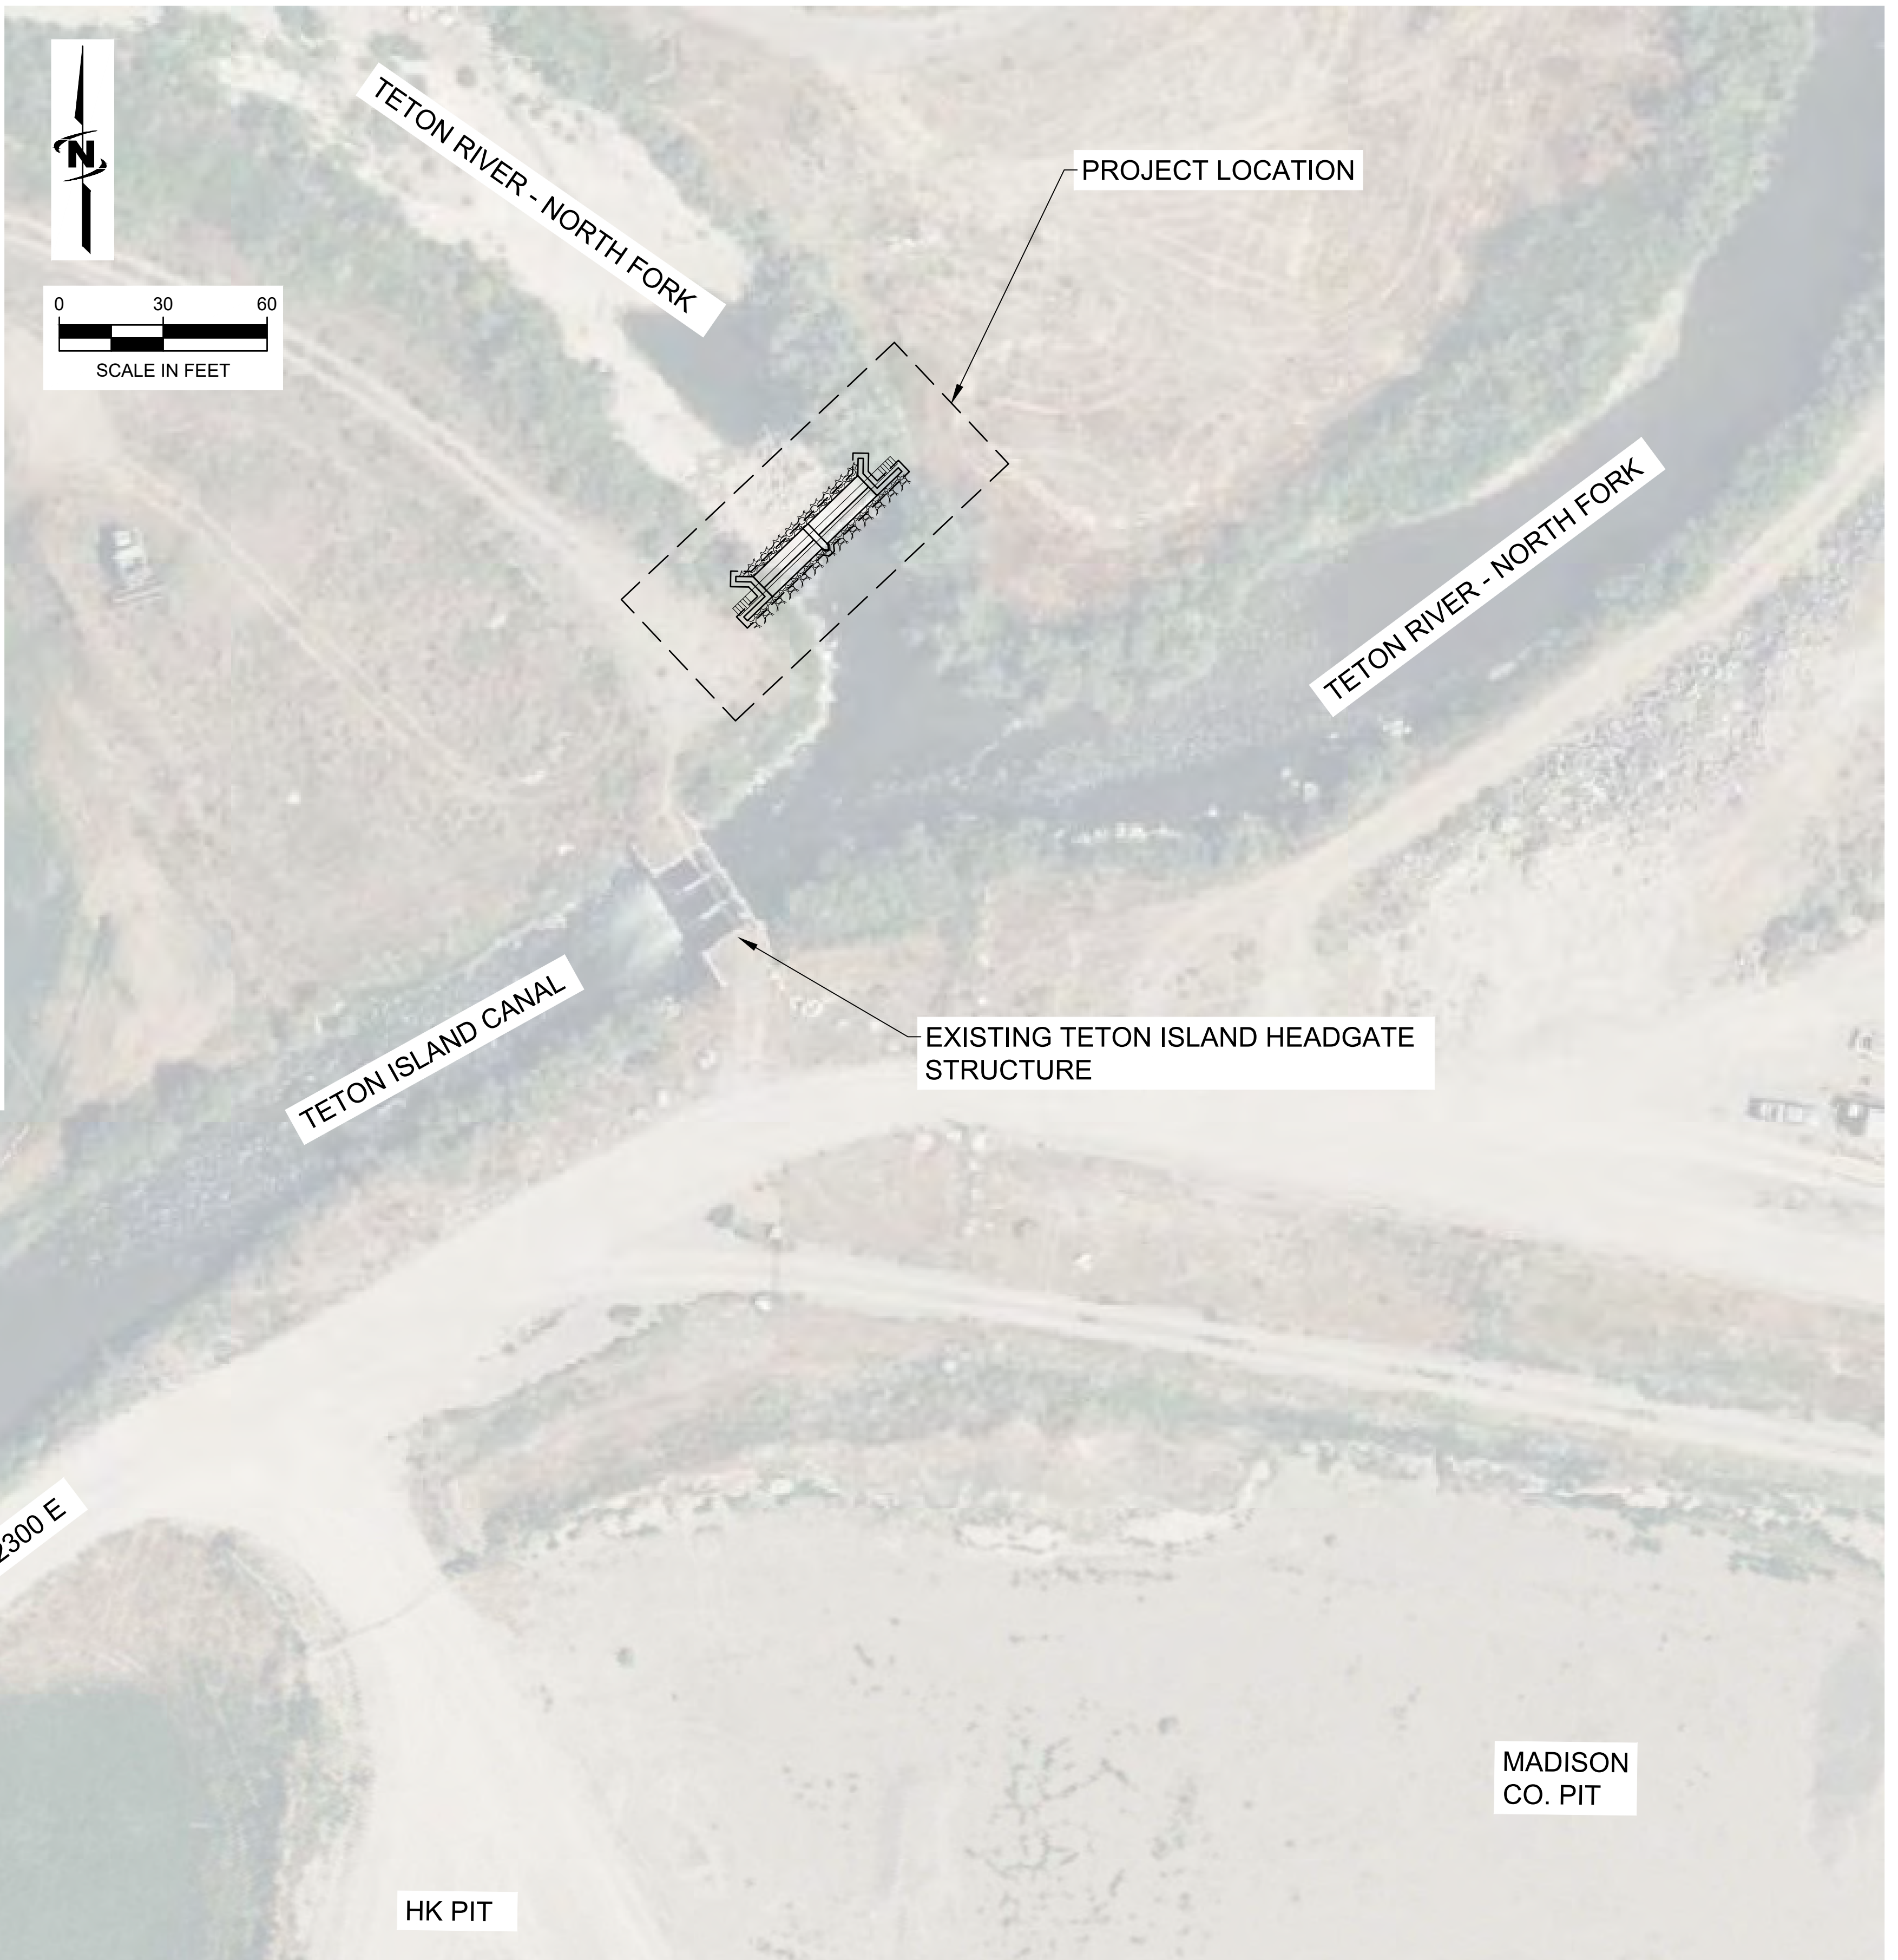 TETON RIVER - NORTH FORK
N
PROJECT LOCATION
0 30 60
SCALE IN FEET
TETON RIVER - NORTH FORK
TETON ISLAND CANAL
EXISTING TETON ISLAND HEADGATE
STRUCTURE
2300 E
MADISON
CO. PIT
HK PIT